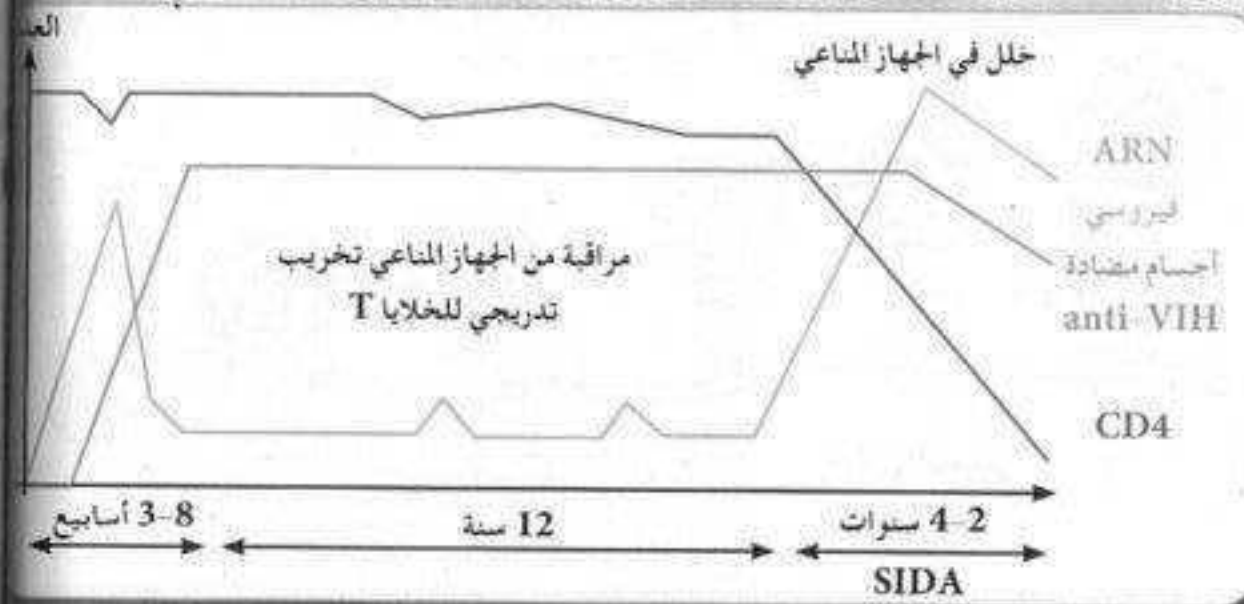 خلل في الجهاز المناعي
ARN
فيروسي
أجسام مضادة
anti-VIH
CD4
مراقبة من الجهاز المناعي تخريب
تدريجي للخلايا T
3-8 أسابيع
12 سنة
2-4 سنوات
SIDA